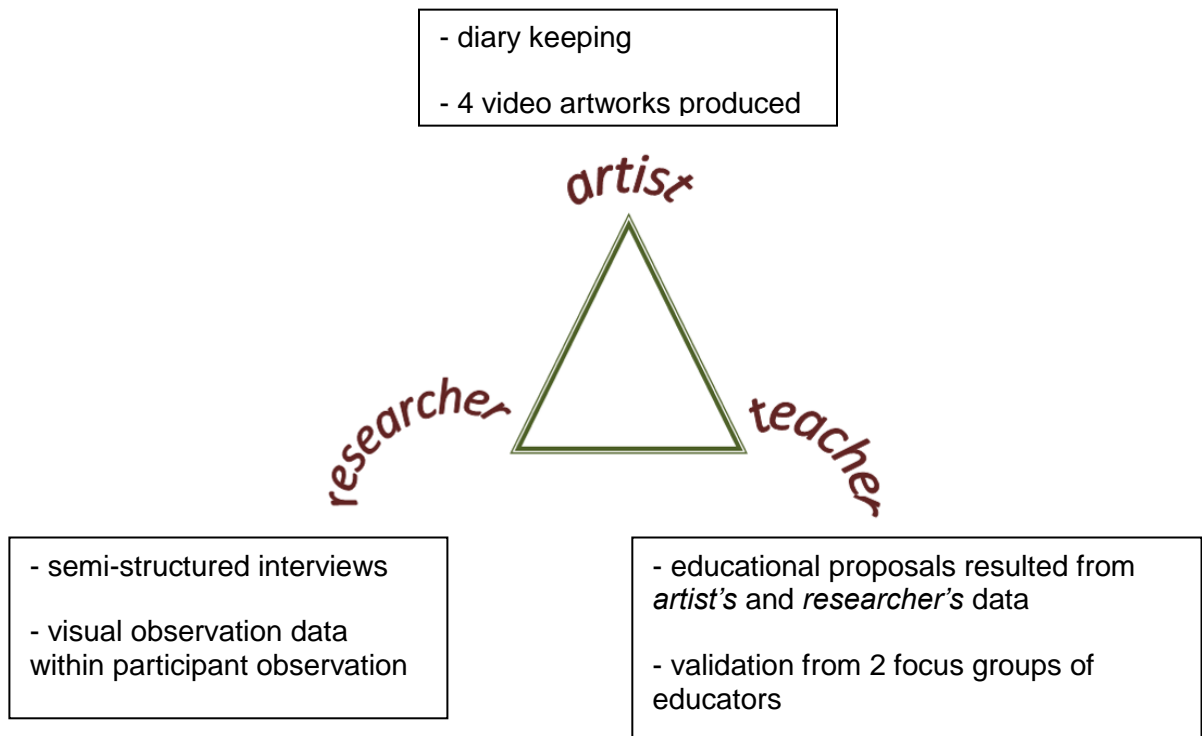 - diary keeping
- 4 video artworks produced
artist
researcher
teacher
- semi-structured interviews
- visual observation data
within participant observation
- educational proposals resulted from
artist's and researcher's data
- validation from 2 focus groups of
educators